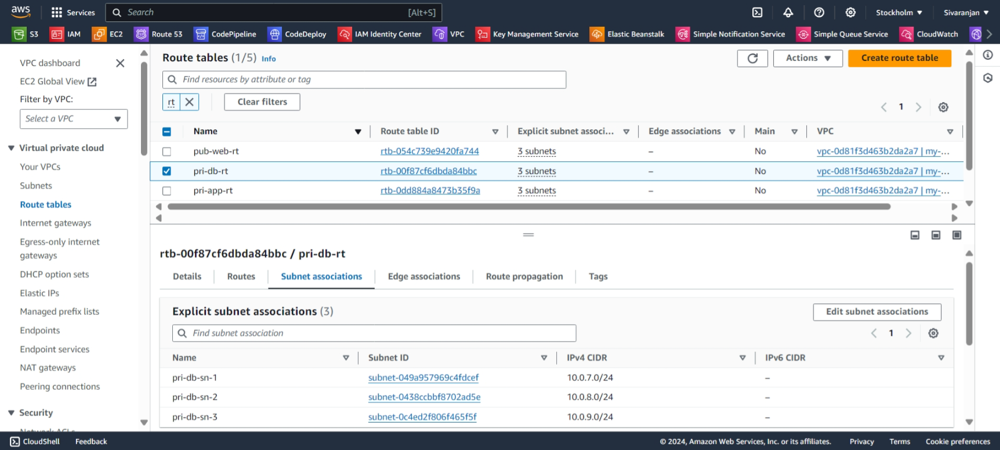 aws
Services
Search [Alt+S]
Stockholm ▼
Sivaranjan ▼
S3
IAM
EC2
Route 53
CodePipeline
CodeDeploy
IAM Identity Center
VPC
Key Management Service
Elastic Beanstalk
Simple Notification Service
Simple Queue Service
CloudWatch
VPC dashboard
EC2 Global View
Filter by VPC:
Select a VPC
Virtual private cloud
Your VPCs
Subnets
Route tables
Internet gateways
Egress-only internet
gateways
DHCP option sets
Elastic IPs
Managed prefix lists
Endpoints
Endpoint services
NAT gateways
Peering connections
Security
Network ACLs
Route tables (1/5) Info
Actions ▼
Create route table
Find resources by attribute or tag
rt
Clear filters
1
Name Route table ID Explicit subnet associ... Edge associations Main VPC
pub-web-rt rtb-054c739e9420fa744 3 subnets – No vpc-0d81f3d463b2da2a7 | my-...
pri-db-rt rtb-00f87cf6dbda84bbc 3 subnets – No vpc-0d81f3d463b2da2a7 | my-...
pri-app-rt rtb-0dd884a8473b35f9a 3 subnets – No vpc-0d81f3d463b2da2a7 | my-...
rtb-00f87cf6dbda84bbc / pri-db-rt
Details Routes Subnet associations Edge associations Route propagation Tags
Explicit subnet associations (3)
Edit subnet associations
Find subnet association
1
Name Subnet ID IPv4 CIDR IPv6 CIDR
pri-db-sn-1 subnet-049a957969c4fdcef 10.0.7.0/24 –
pri-db-sn-2 subnet-0438ccbbf8702ad5e 10.0.8.0/24 –
pri-db-sn-3 subnet-0c4ed2f806f465f5f 10.0.9.0/24 –
CloudShell Feedback © 2024, Amazon Web Services, Inc. or its affiliates. Privacy Terms Cookie preferences